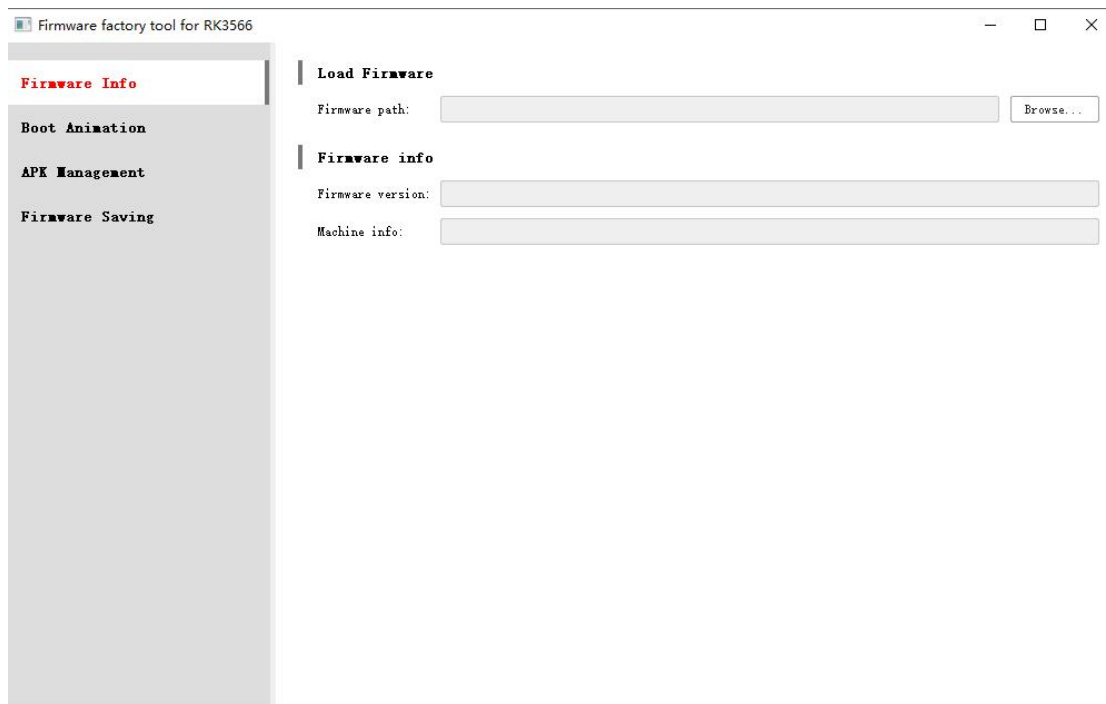 Firmware factory tool for RK3566
Firmware Info
Boot Animation
APK Management
Firmware Saving
Load Firmware
Firmware path:
Browse...
Firmware info
Firmware version:
Machine info: